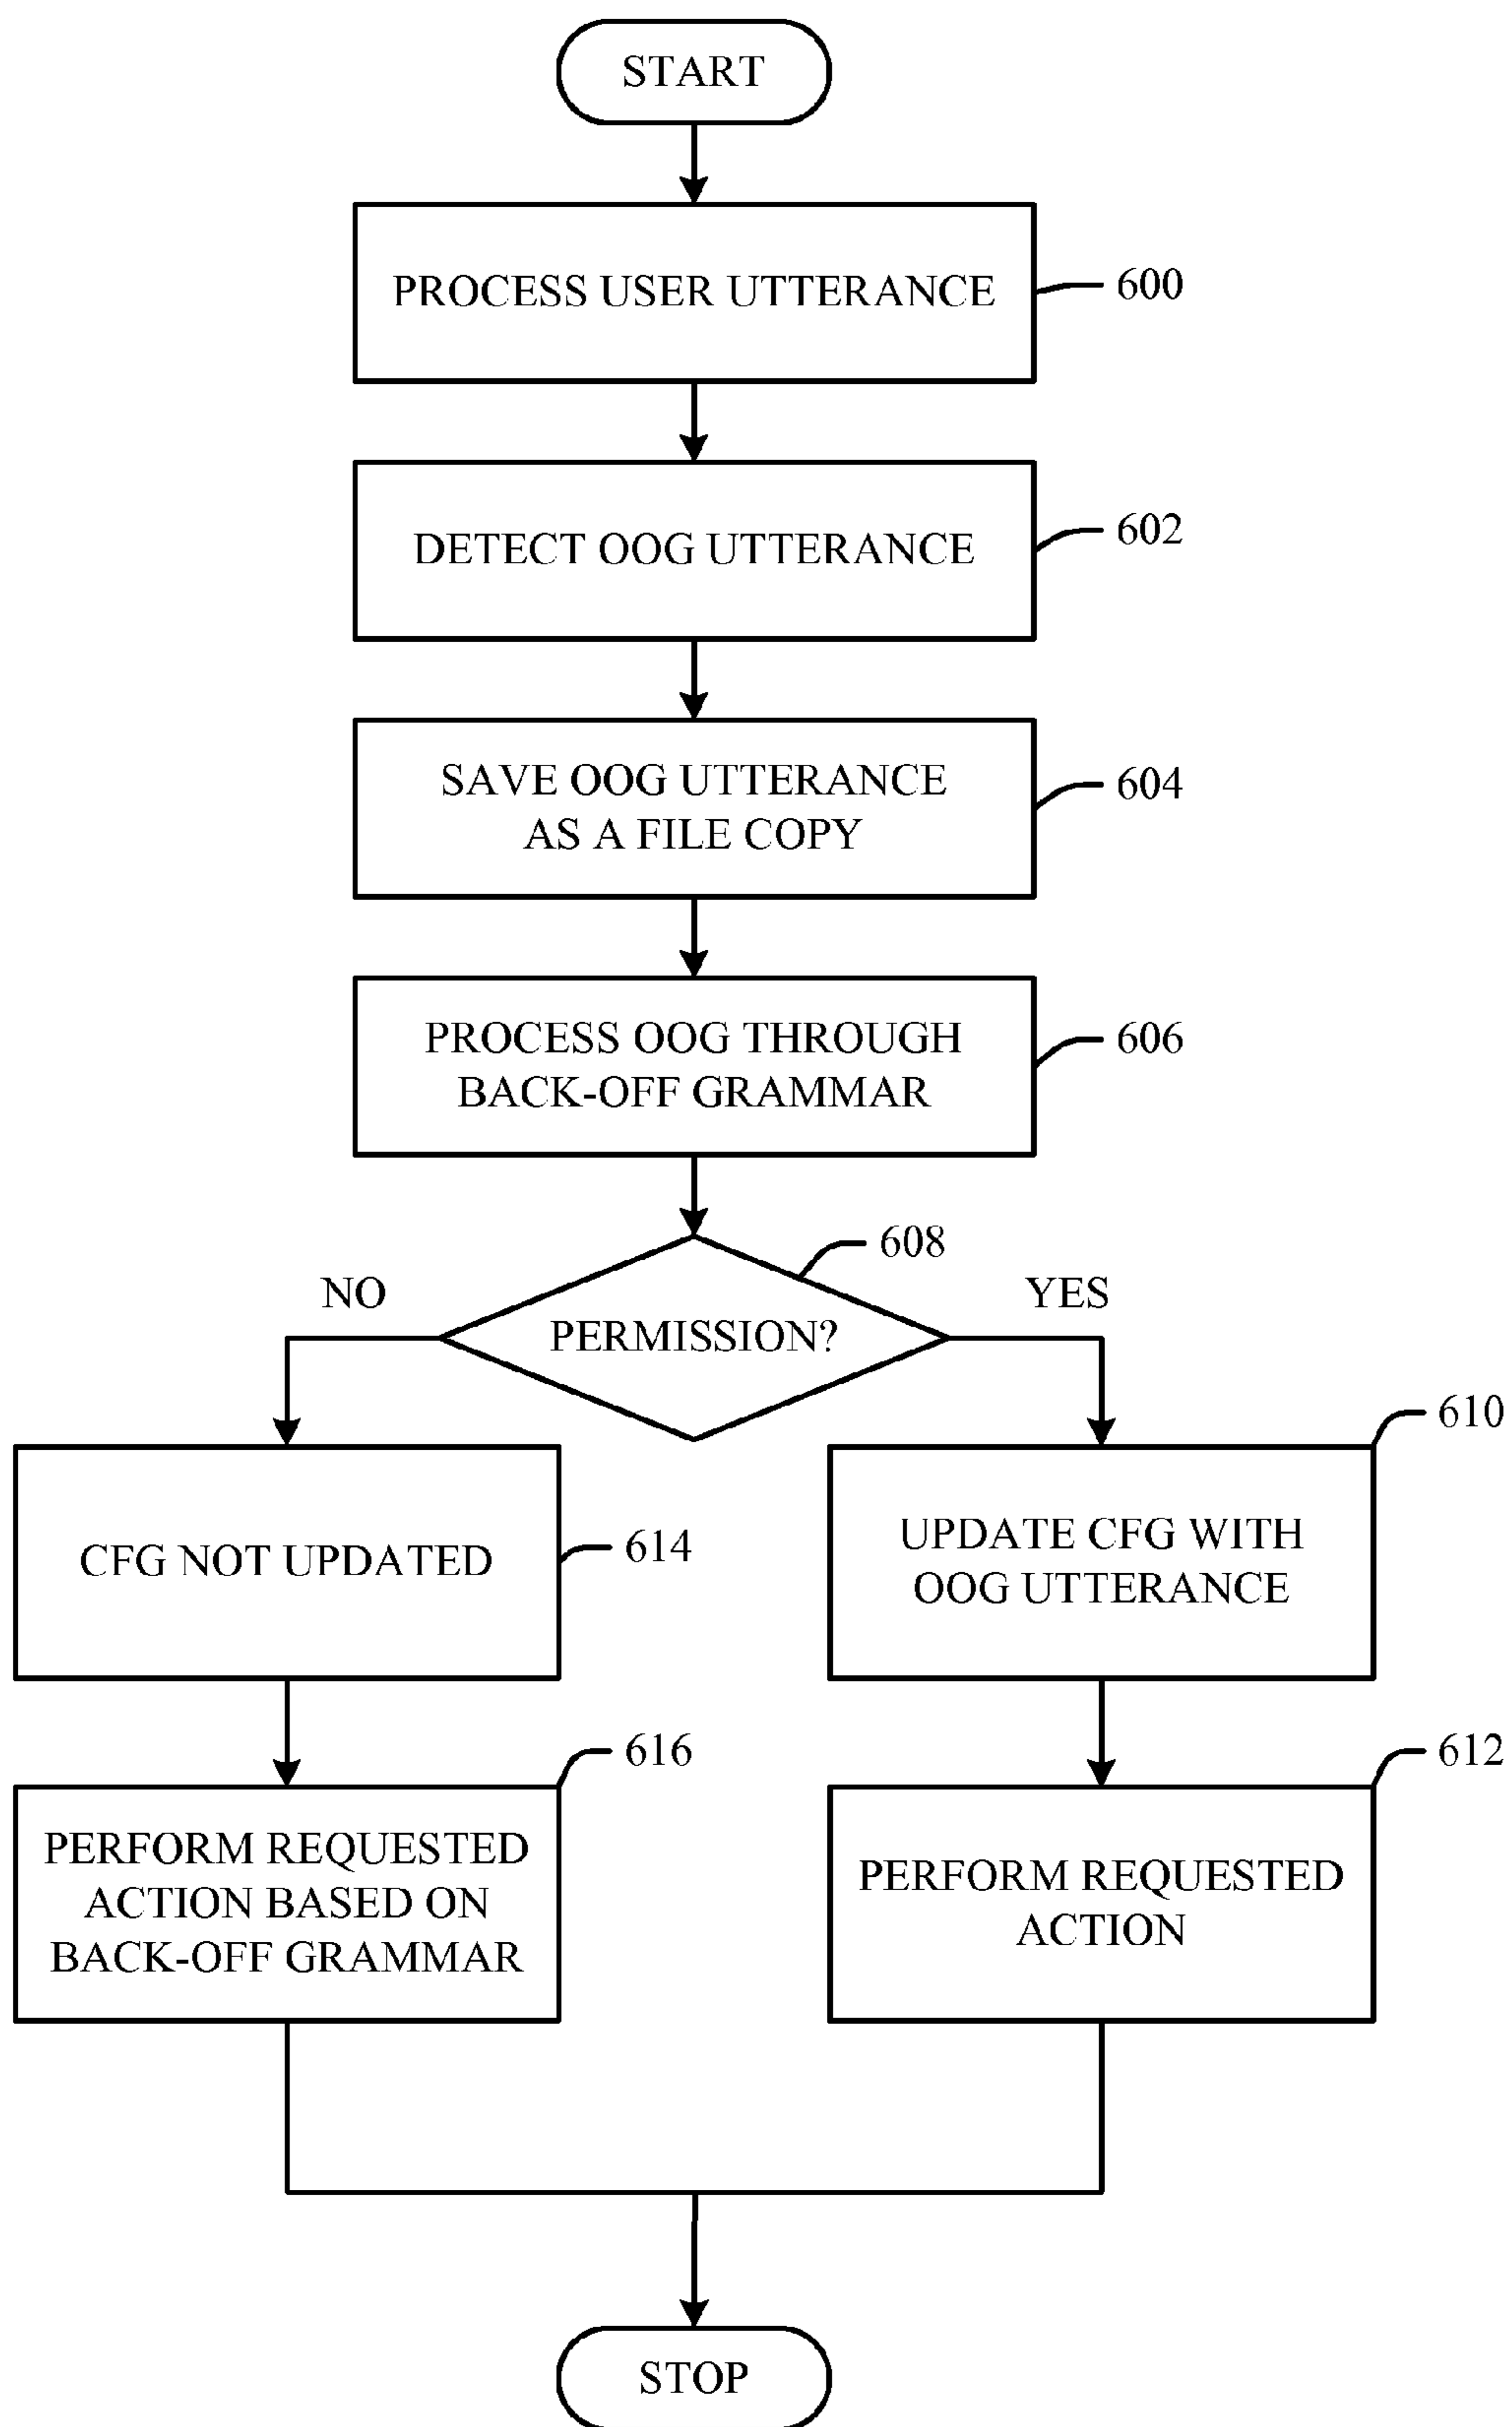 START
PROCESS USER UTTERANCE
600
DETECT OOG UTTERANCE
602
SAVE OOG UTTERANCE
AS A FILE COPY
604
PROCESS OOG THROUGH
BACK-OFF GRAMMAR
606
608
NO
YES
PERMISSION?
610
CFG NOT UPDATED
614
UPDATE CFG WITH
OOG UTTERANCE
616
612
PERFORM REQUESTED
ACTION BASED ON
BACK-OFF GRAMMAR
PERFORM REQUESTED
ACTION
STOP